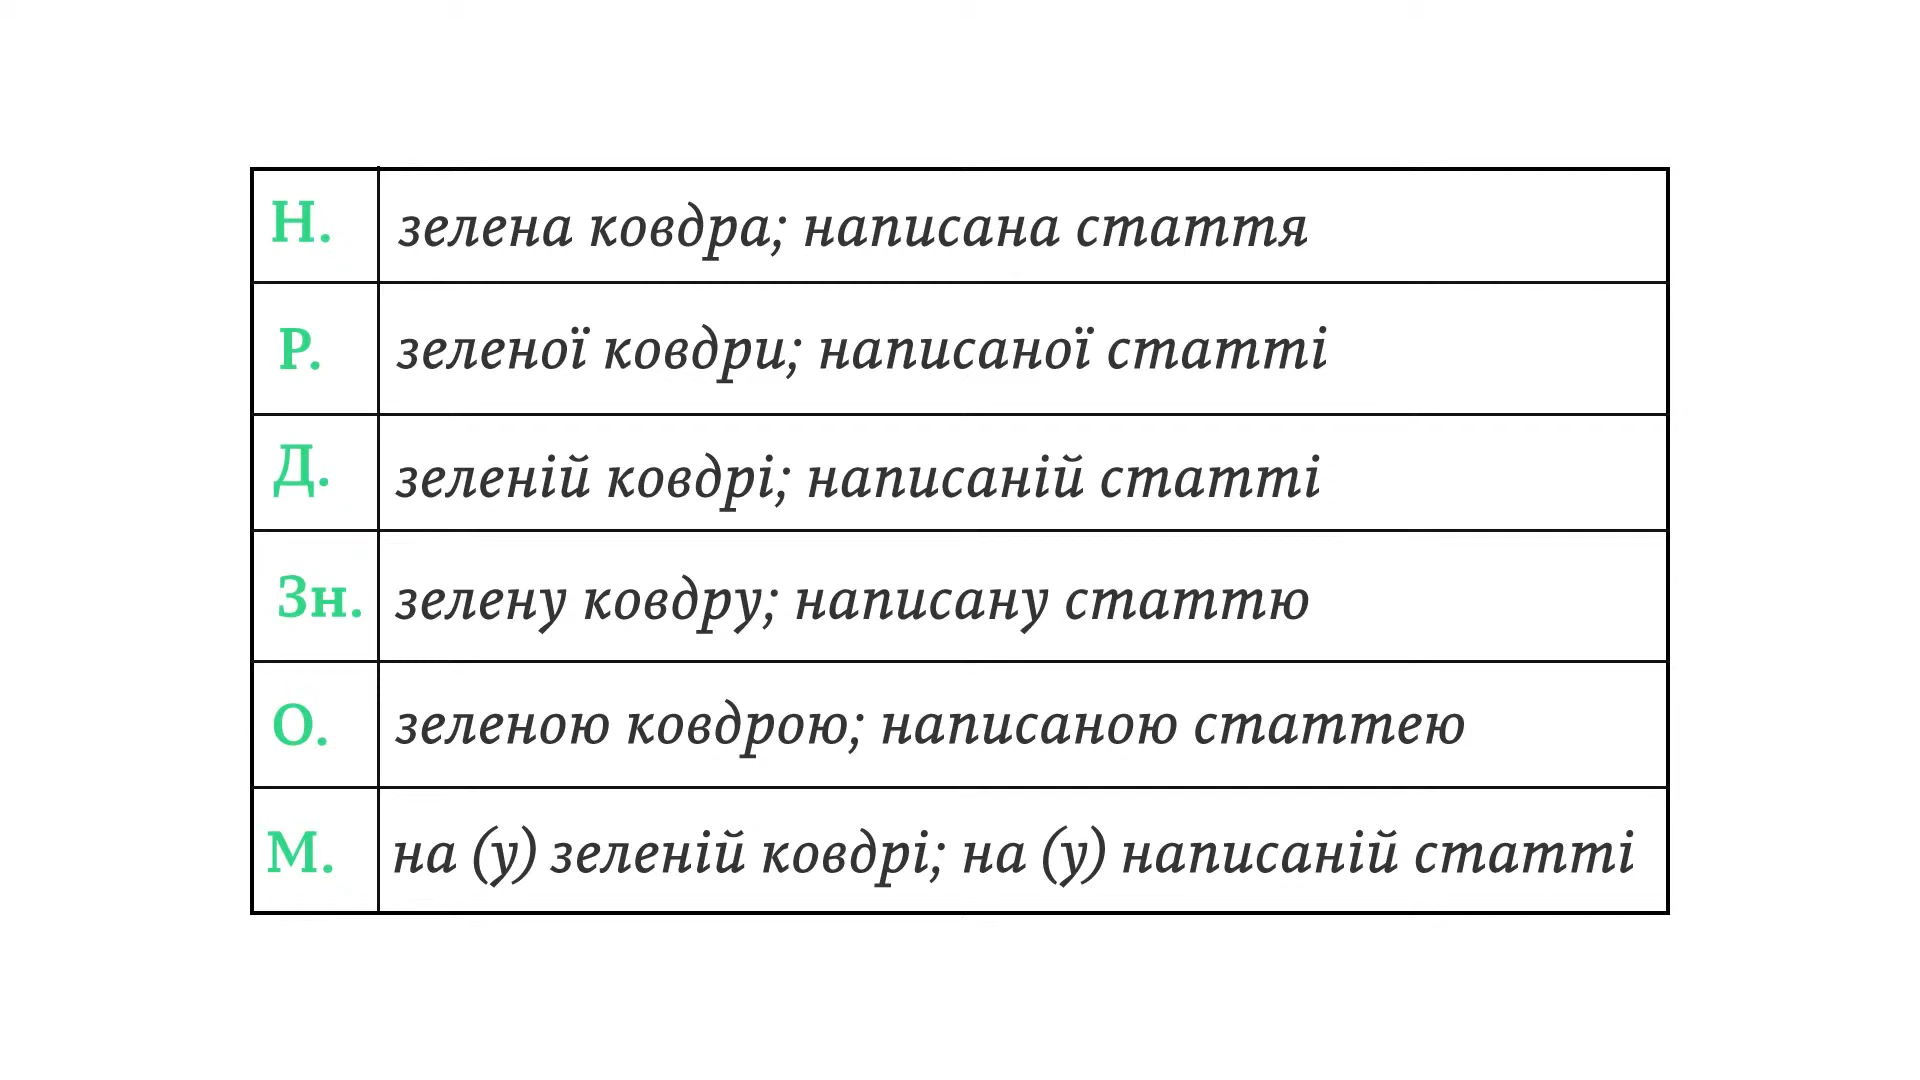 Н. зелена ковдра; написана стаття
Р. зеленої ковдри; написаної статті
Д. зеленій ковдрі; написаній статті
Зн. зелену ковдру; написану статтю
О. зеленою ковдрою; написаною статтею
М. на (у) зеленій ковдрі; на (у) написаній статті